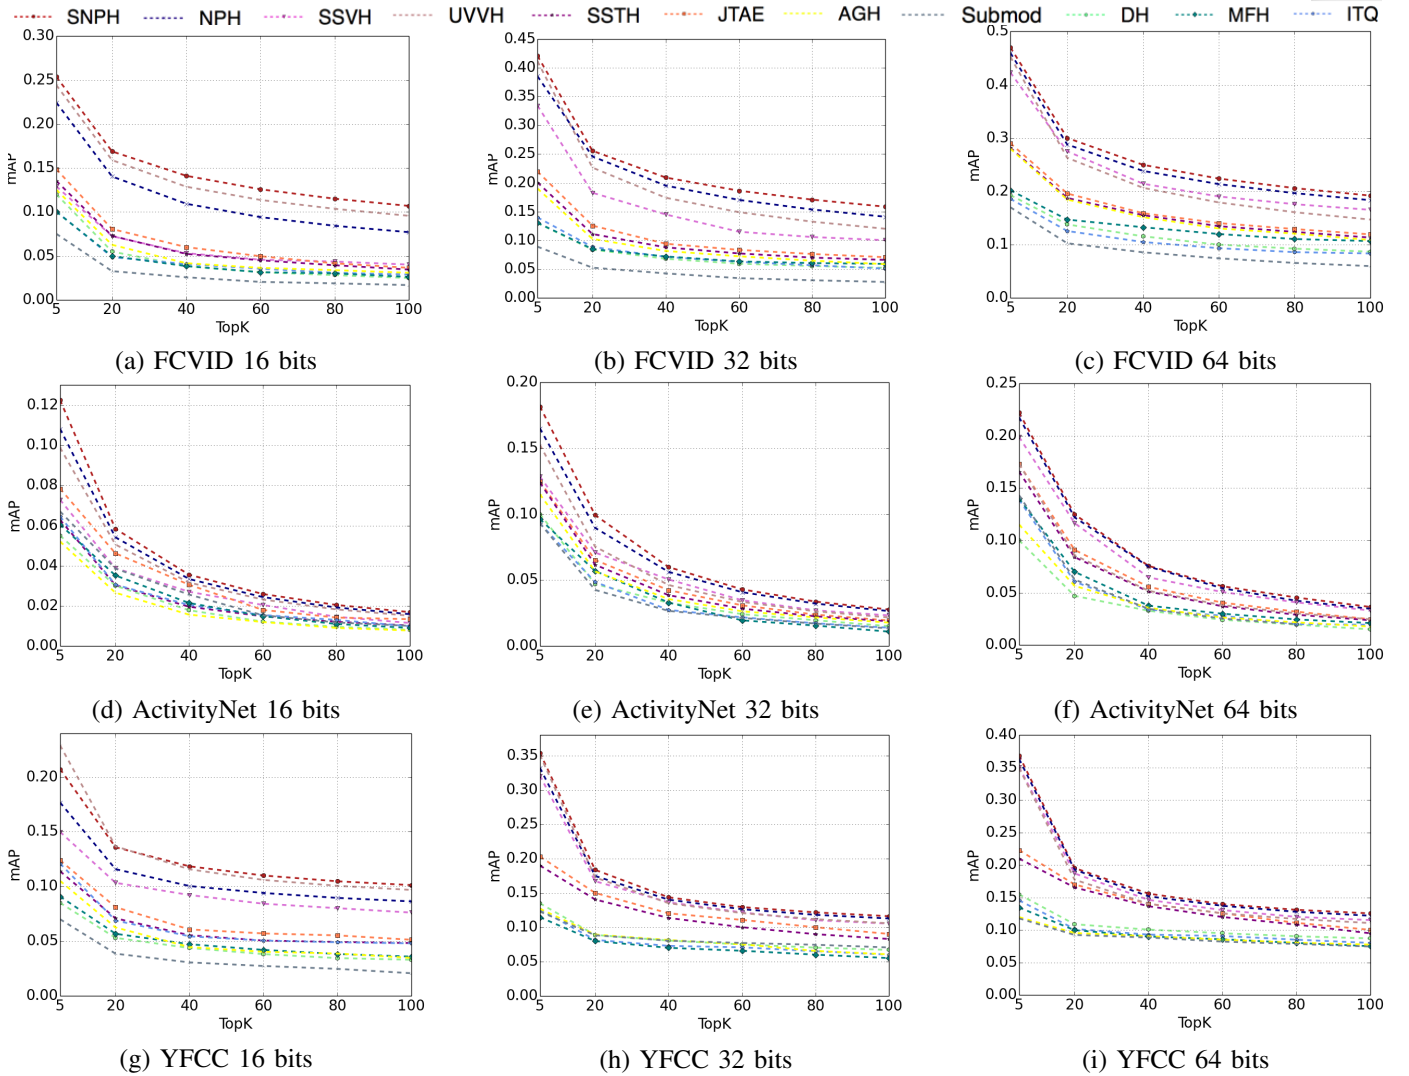 SNPH NPH SSVH UVVH SSTH JTAE AGH Submod DH MFH ITQ
0.30
0.25
0.20
0.15
0.10
0.05
0.00
mAP
5 20 40 60 80 100
TopK
(a) FCVID 16 bits
0.45
0.40
0.35
0.30
0.25
0.20
0.15
0.10
0.05
0.00
mAP
5 20 40 60 80 100
TopK
(b) FCVID 32 bits
0.5
0.4
0.3
0.2
0.1
0.0
mAP
5 20 40 60 80 100
TopK
(c) FCVID 64 bits
0.12
0.10
0.08
0.06
0.04
0.02
0.00
mAP
5 20 40 60 80 100
TopK
(d) ActivityNet 16 bits
0.20
0.15
0.10
0.05
0.00
mAP
5 20 40 60 80 100
TopK
(e) ActivityNet 32 bits
0.25
0.20
0.15
0.10
0.05
0.00
mAP
5 20 40 60 80 100
TopK
(f) ActivityNet 64 bits
0.20
0.15
0.10
0.05
0.00
mAP
5 20 40 60 80 100
TopK
(g) YFCC 16 bits
0.35
0.30
0.25
0.20
0.15
0.10
0.05
0.00
mAP
5 20 40 60 80 100
TopK
(h) YFCC 32 bits
0.40
0.35
0.30
0.25
0.20
0.15
0.10
0.05
0.00
mAP
5 20 40 60 80 100
TopK
(i) YFCC 64 bits